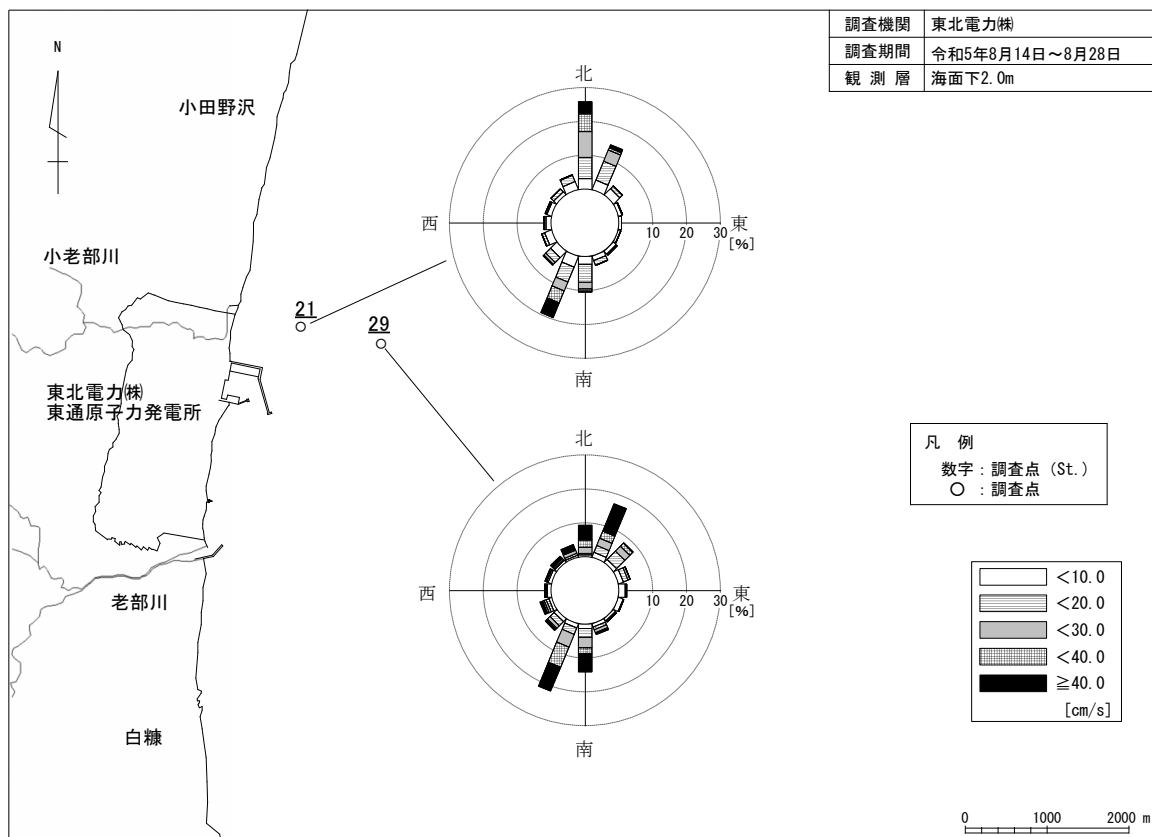 調査機関 東北電力㈱
調査期間 令和5年8月14日～8月28日
観測層 海面下2.0m
N
小田野沢
小老部川
21
29
東北電力㈱
東通原子力発電所
老部川
白糠
北
西
東
10 20 30
[%]
南
北
西
東
10 20 30
[%]
南
凡 例
数字：調査点（St.）
○ ：調査点
＜10.0
＜20.0
＜30.0
＜40.0
≧40.0
[cm/s]
0 1000 2000 m